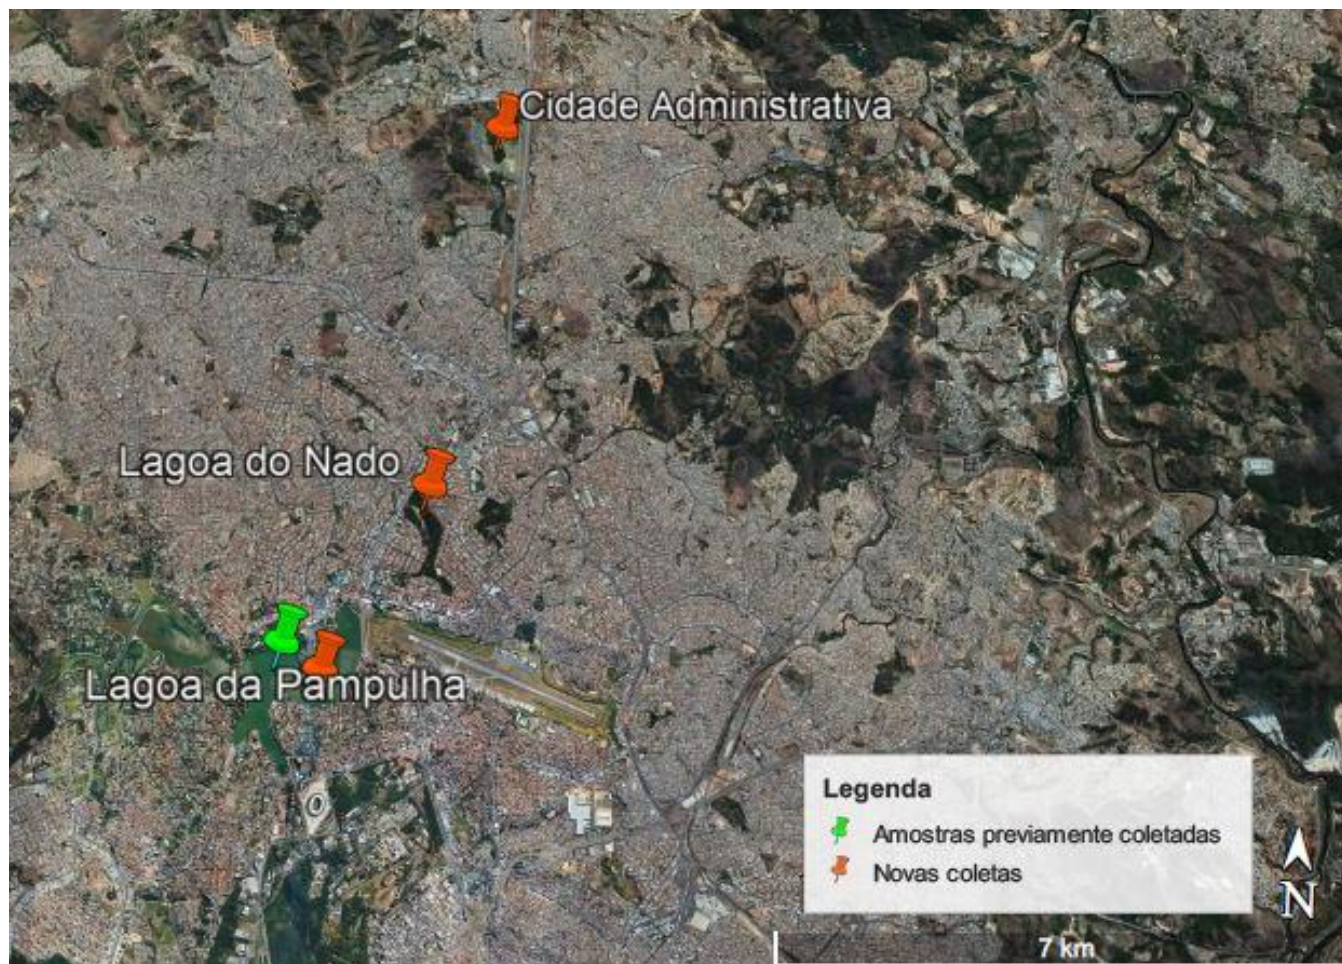 Cidade Administrativa
Lagoa do Nado
Lagoa da Pampulha
Legenda
Amostras previamente coletadas
Novas coletas
N
7 km